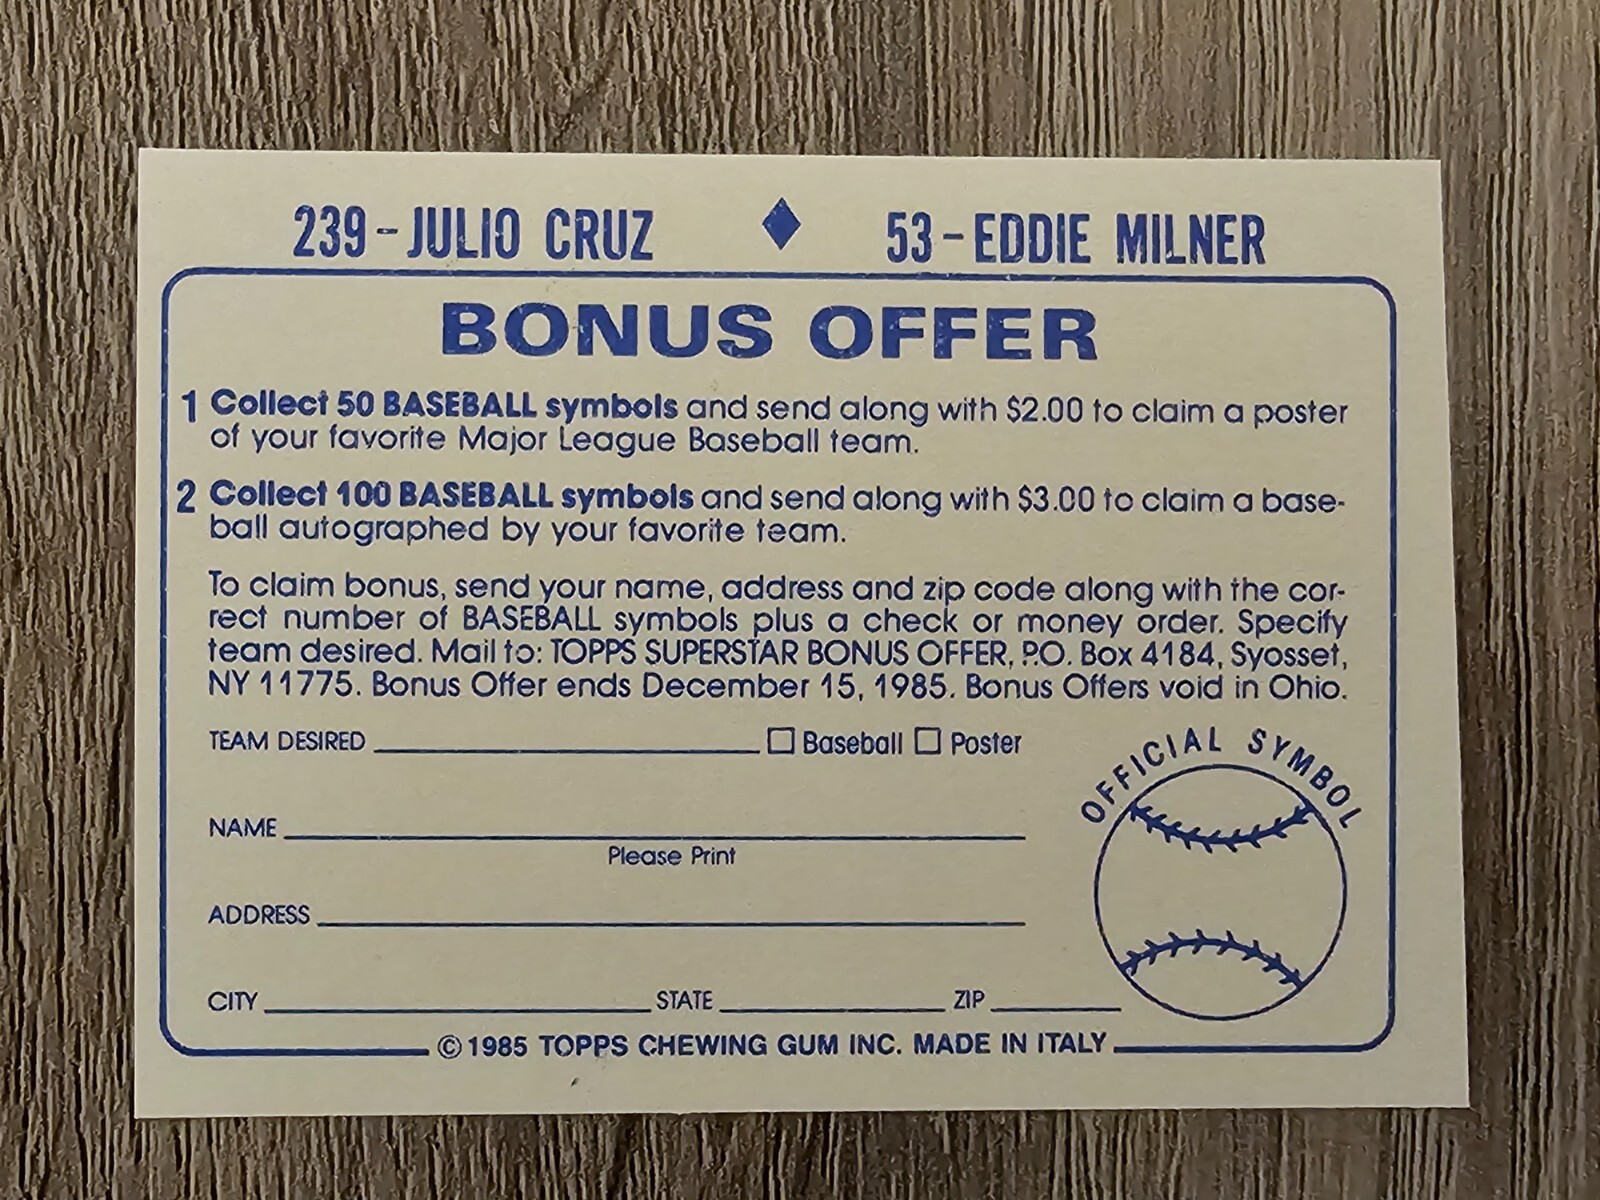 239-JULIO CRUZ ♦ 53-EDDIE MILNER
BONUS OFFER
1 Collect 50 BASEBALL symbols and send along with $2.00 to claim a poster
of your favorite Major League Baseball team.
2 Collect 100 BASEBALL symbols and send along with $3.00 to claim a base-
ball autographed by your favorite team.
To claim bonus, send your name, address and zip code along with the cor-
rect number of BASEBALL symbols plus a check or money order. Specify
team desired. Mail to: TOPPS SUPERSTAR BONUS OFFER, P.O. Box 4184, Syosset,
NY 11775. Bonus Offer ends December 15, 1985. Bonus Offers void in Ohio.
TEAM DESIRED ☐ Baseball ☐ Poster
OFFICIAL SYMBOL
NAME
Please Print
ADDRESS
CITY STATE ZIP
© 1985 TOPPS CHEWING GUM INC. MADE IN ITALY